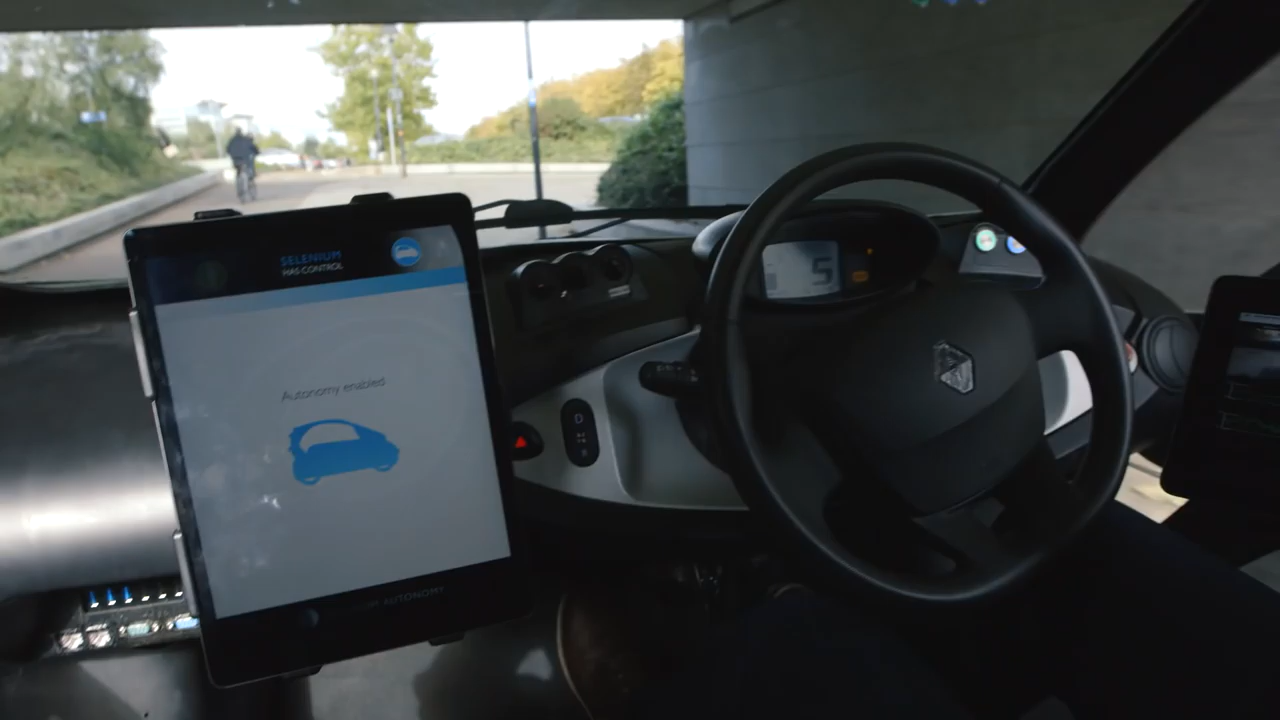 SELENIUM
HAS CONTROL
Autonomy enabled
5
D
AUTONOMY